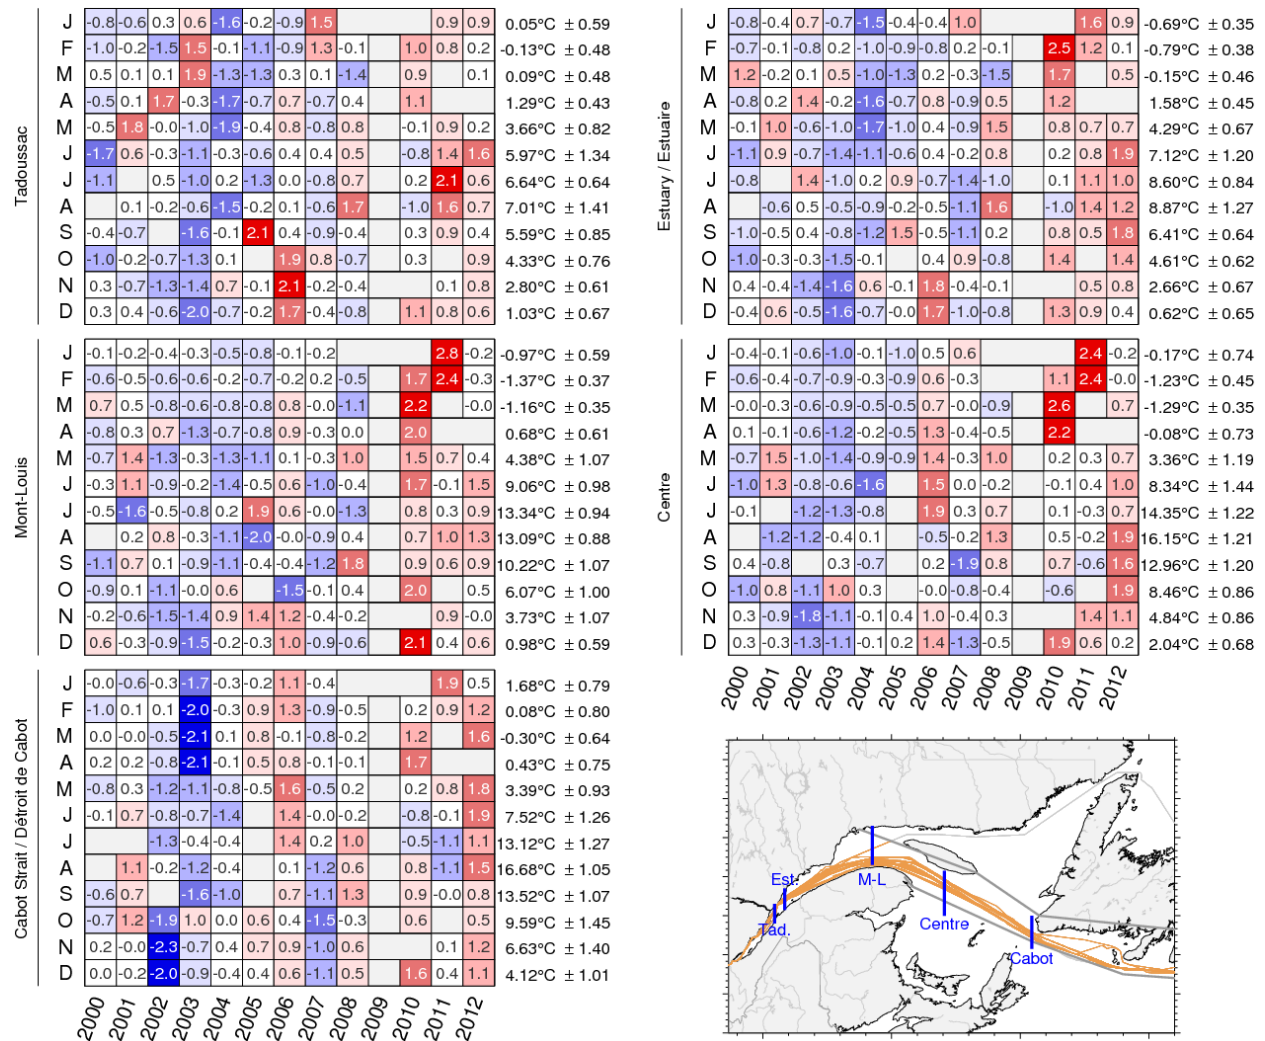 Tadoussac
J -0.8 -0.6 0.3 0.6 -1.6 -0.2 -0.9 1.5 0.9 0.9 0.05°C ± 0.59
F -1.0 -0.2 -1.5 1.5 -0.1 -1.1 -0.9 1.3 -0.1 1.0 0.8 0.2 -0.13°C ± 0.48
M 0.5 0.1 0.1 1.9 -1.3 -1.3 0.3 0.1 -1.4 0.9 0.1 0.09°C ± 0.48
A -0.5 0.1 1.7 -0.3 -1.7 -0.7 0.7 -0.7 0.4 1.1 1.29°C ± 0.43
M -0.5 1.8 -0.0 -1.0 -1.9 -0.4 0.8 -0.8 0.8 -0.1 0.9 0.2 3.66°C ± 0.82
J -1.7 0.6 -0.3 -1.1 -0.3 -0.6 0.4 0.4 0.5 -0.8 1.4 1.6 5.97°C ± 1.34
J -1.1 0.5 -1.0 0.2 -1.3 0.0 -0.8 0.7 0.2 2.1 0.6 6.64°C ± 0.64
A 0.1 -0.2 -0.6 -1.5 -0.2 0.1 -0.6 1.7 -1.0 1.6 0.7 7.01°C ± 1.41
S -0.4 -0.7 -1.6 -0.1 2.1 0.4 -0.9 -0.4 0.3 0.9 0.4 5.59°C ± 0.85
O -1.0 -0.2 -0.7 -1.3 0.1 1.9 0.8 -0.7 0.3 0.9 4.33°C ± 0.76
N 0.3 -0.7 -1.3 -1.4 0.7 -0.1 2.1 -0.2 -0.4 0.1 0.8 2.80°C ± 0.61
D 0.3 0.4 -0.6 -2.0 -0.7 -0.2 1.7 -0.4 -0.8 1.1 0.8 0.6 1.03°C ± 0.67
Estuary / Estuaire
J -0.8 -0.4 0.7 -0.7 -1.5 -0.4 -0.4 1.0 1.6 0.9 -0.69°C ± 0.35
F -0.7 -0.1 -0.8 0.2 -1.0 -0.9 -0.8 0.2 -0.1 2.5 1.2 0.1 -0.79°C ± 0.38
M 1.2 -0.2 0.1 0.5 -1.0 -1.3 0.2 -0.3 -1.5 1.7 0.5 -0.15°C ± 0.46
A -0.8 0.2 1.4 -0.2 -1.6 -0.7 0.8 -0.9 0.5 1.2 1.58°C ± 0.45
M -0.1 1.0 -0.6 -1.0 -1.7 -1.0 0.4 -0.9 1.5 0.8 0.7 0.7 4.29°C ± 0.67
J -1.1 0.9 -0.7 -1.4 -1.1 -0.6 0.4 -0.2 0.8 0.2 0.8 1.9 7.12°C ± 1.20
J -0.8 1.4 -1.0 0.2 0.9 -0.7 -1.4 -1.0 0.1 1.1 1.0 8.60°C ± 0.84
A -0.6 0.5 -0.5 -0.9 -0.2 -0.5 -1.1 1.6 -1.0 1.4 1.2 8.87°C ± 1.27
S -1.0 -0.5 0.4 -0.8 -1.2 1.5 -0.5 -1.1 0.2 0.8 0.5 1.8 6.41°C ± 0.64
O -1.0 -0.3 -0.3 -1.5 -0.1 0.4 0.9 -0.8 1.4 1.4 4.61°C ± 0.62
N 0.4 -0.4 -1.4 -1.6 0.6 -0.1 1.8 -0.4 -0.1 0.5 0.8 2.66°C ± 0.67
D -0.4 0.6 -0.5 -1.6 -0.7 -0.0 1.7 -1.0 -0.8 1.3 0.9 0.4 0.62°C ± 0.65
Mont-Louis
J -0.1 -0.2 -0.4 -0.3 -0.5 -0.8 -0.1 -0.2 2.8 -0.2 -0.97°C ± 0.59
F -0.6 -0.5 -0.6 -0.6 -0.2 -0.7 -0.2 0.2 -0.5 1.7 2.4 -0.3 -1.37°C ± 0.37
M 0.7 0.5 -0.8 -0.6 -0.8 -0.8 0.8 -0.0 -1.1 2.2 -0.0 -1.16°C ± 0.35
A -0.8 0.3 0.7 -1.3 -0.7 -0.8 0.9 -0.3 0.0 2.0 0.68°C ± 0.61
M -0.7 1.4 -1.3 -0.3 -1.3 -1.1 0.1 -0.3 1.0 1.5 0.7 0.4 4.38°C ± 1.07
J -0.3 1.1 -0.9 -0.2 -1.4 -0.5 0.6 -1.0 -0.4 1.7 -0.1 1.5 9.06°C ± 0.98
J -0.5 -1.6 -0.5 -0.8 0.2 1.9 0.6 -0.0 -1.3 0.8 0.3 0.9 13.34°C ± 0.94
A 0.2 0.8 -0.3 -1.1 -2.0 -0.0 -0.9 0.4 0.7 1.0 1.3 13.09°C ± 0.88
S -1.1 0.7 0.1 -0.9 -1.1 -0.4 -0.4 -1.2 1.8 0.9 0.6 0.9 10.22°C ± 1.07
O -0.9 0.1 -1.1 -0.0 0.6 -1.5 -0.1 0.4 2.0 0.5 6.07°C ± 1.00
N -0.2 -0.6 -1.5 -1.4 0.9 1.4 1.2 -0.4 -0.2 0.9 -0.0 3.73°C ± 1.07
D 0.6 -0.3 -0.9 -1.5 -0.2 -0.3 1.0 -0.9 -0.6 2.1 0.4 0.6 0.98°C ± 0.59
Centre
J -0.4 -0.1 -0.6 -1.0 -0.1 -1.0 0.5 0.6 2.4 -0.2 -0.17°C ± 0.74
F -0.6 -0.4 -0.7 -0.9 -0.3 -0.9 0.6 -0.3 1.1 2.4 -0.0 -1.23°C ± 0.45
M -0.0 -0.3 -0.6 -0.9 -0.5 -0.5 0.7 -0.0 -0.9 2.6 0.7 -1.29°C ± 0.35
A 0.1 -0.1 -0.6 -1.2 -0.2 -0.5 1.3 -0.4 -0.5 2.2 -0.08°C ± 0.73
M -0.7 1.5 -1.0 -1.4 -0.9 -0.9 1.4 -0.3 1.0 0.2 0.3 0.7 3.36°C ± 1.19
J -1.0 1.3 -0.8 -0.6 -1.6 1.5 0.0 -0.2 -0.1 0.4 1.0 8.34°C ± 1.44
J -0.1 -1.2 -1.3 -0.8 1.9 0.3 0.7 0.1 -0.3 0.7 14.35°C ± 1.22
A -1.2 -1.2 -0.4 0.1 -0.5 -0.2 1.3 0.5 -0.2 1.9 16.15°C ± 1.21
S 0.4 -0.8 0.3 -0.7 0.2 -1.9 0.8 0.7 -0.6 1.6 12.96°C ± 1.20
O -1.0 0.8 -1.1 1.0 0.3 -0.0 -0.8 -0.4 -0.6 1.9 8.46°C ± 0.86
N 0.3 -0.9 -1.8 -1.1 -0.1 -0.4 1.0 -0.4 0.3 1.4 1.1 4.84°C ± 0.86
D 0.3 -0.3 -1.3 -1.1 -0.1 0.2 1.4 -1.3 -0.5 1.9 0.6 0.2 2.04°C ± 0.68
2000 2001 2002 2003 2004 2005 2006 2007 2008 2009 2010 2011 2012
Cabot Strait / Détroit de Cabot
J -0.0 -0.6 -0.3 -1.7 -0.3 -0.2 1.1 -0.4 1.9 0.5 1.68°C ± 0.79
F -1.0 0.1 0.1 -2.0 -0.3 0.9 1.3 -0.9 -0.5 0.2 0.9 1.2 0.08°C ± 0.80
M 0.0 -0.0 -0.5 -2.1 0.1 0.8 -0.1 -0.8 -0.2 1.2 1.6 -0.30°C ± 0.64
A 0.2 0.2 -0.8 -2.1 -0.1 0.5 0.8 -0.1 -0.1 1.7 0.43°C ± 0.75
M -0.8 0.3 -1.2 -1.1 -0.8 -0.5 1.6 -0.5 0.2 0.2 0.8 1.8 3.39°C ± 0.93
J -0.1 0.7 -0.8 -0.7 -1.4 1.4 -0.0 -0.2 -0.8 -0.1 1.9 7.52°C ± 1.26
J -1.3 -0.4 -0.4 1.4 0.2 1.0 -0.5 -1.1 1.1 13.12°C ± 1.27
A 1.1 -0.2 -1.2 -0.4 0.1 -1.2 0.6 0.8 -1.1 1.5 16.68°C ± 1.05
S -0.6 0.7 -1.6 -1.0 0.7 -1.1 1.3 0.9 -0.0 0.8 13.52°C ± 1.07
O -0.7 1.2 -1.9 1.0 0.0 0.6 0.4 -1.5 -0.3 0.6 0.5 9.59°C ± 1.45
N 0.2 -0.0 -2.3 -0.7 0.4 0.7 0.9 -1.0 0.6 0.1 1.2 6.63°C ± 1.40
D 0.0 -0.2 -2.0 -0.9 -0.4 0.4 0.6 -1.1 0.5 1.6 0.4 1.1 4.12°C ± 1.01
2000 2001 2002 2003 2004 2005 2006 2007 2008 2009 2010 2011 2012
Est.
M-L
Tad.
Centre
Cabot